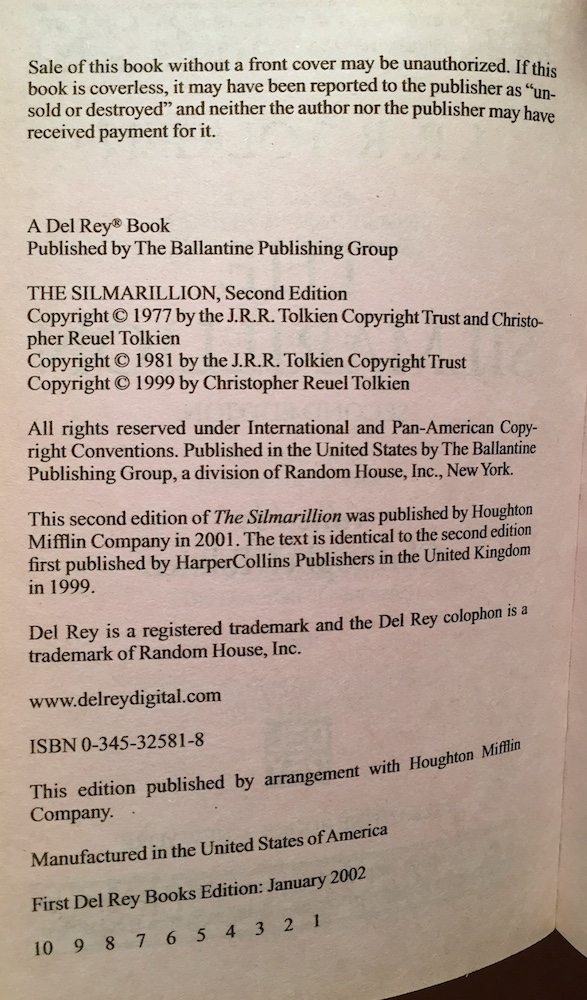 Sale of this book without a front cover may be unauthorized. If this
book is coverless, it may have been reported to the publisher as “un-
sold or destroyed” and neither the author nor the publisher may have
received payment for it.
A Del Rey® Book
Published by The Ballantine Publishing Group
THE SILMARILLION, Second Edition
Copyright © 1977 by the J.R.R. Tolkien Copyright Trust and Christo-
pher Reuel Tolkien
Copyright © 1981 by the J.R.R. Tolkien Copyright Trust
Copyright © 1999 by Christopher Reuel Tolkien
All rights reserved under International and Pan-American Copy-
right Conventions. Published in the United States by The Ballantine
Publishing Group, a division of Random House, Inc., New York.
This second edition of The Silmarillion was published by Houghton
Mifflin Company in 2001. The text is identical to the second edition
first published by HarperCollins Publishers in the United Kingdom
in 1999.
Del Rey is a registered trademark and the Del Rey colophon is a
trademark of Random House, Inc.
www.delreydigital.com
ISBN 0-345-32581-8
This edition published by arrangement with Houghton Mifflin
Company.
Manufactured in the United States of America
First Del Rey Books Edition: January 2002
10 9 8 7 6 5 4 3 2 1